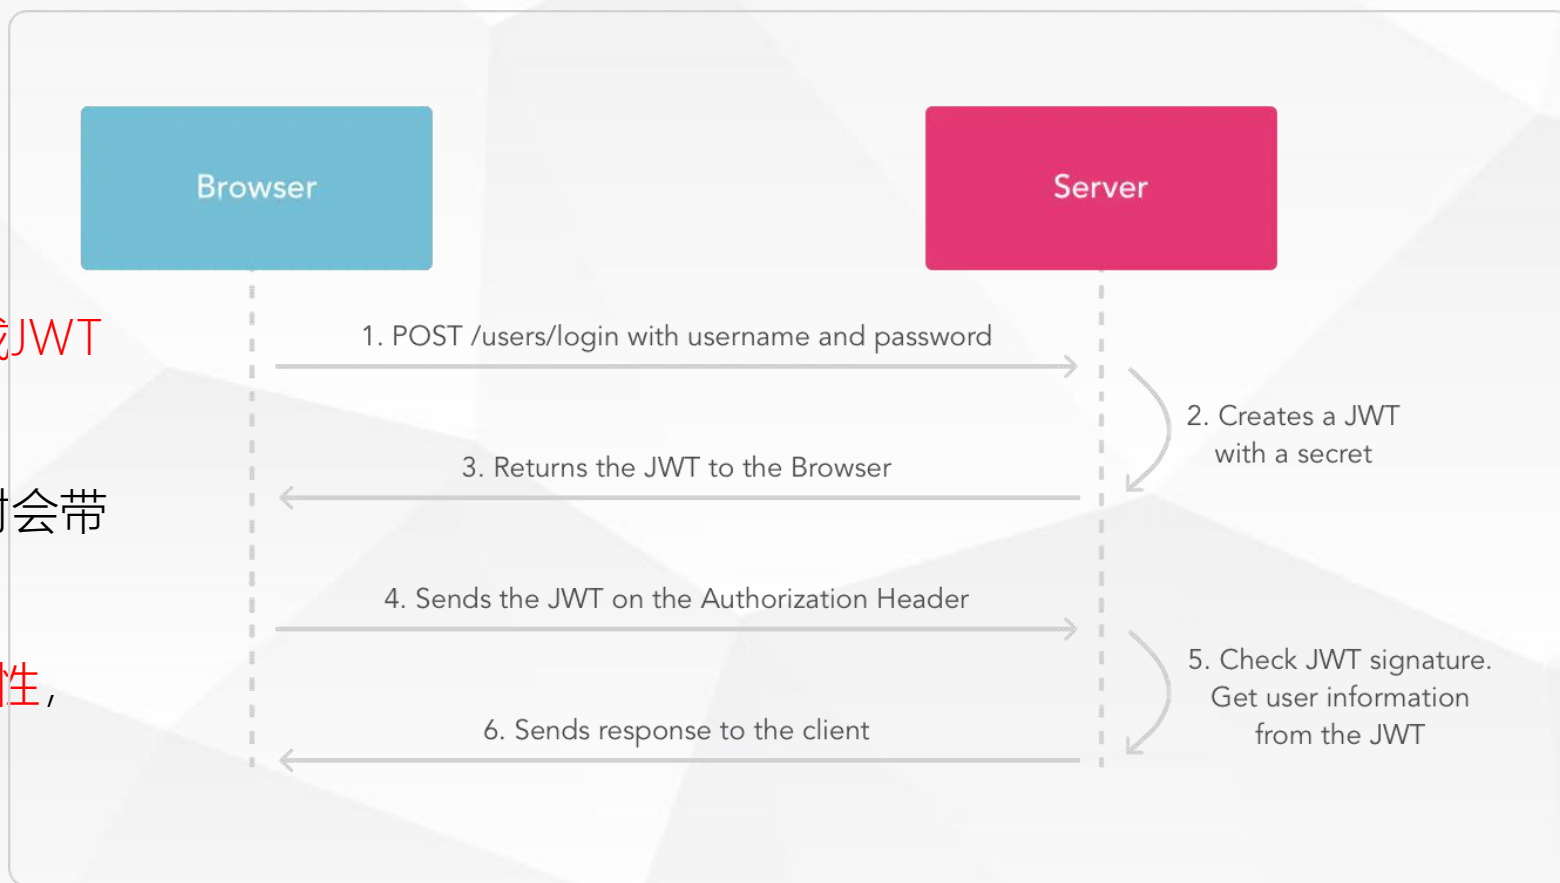 Browser
Server
1. POST /users/login with username and password
JWT
2. Creates a JWT
with a secret
3. Returns the JWT to the Browser
会带
4. Sends the JWT on the Authorization Header
性,
5. Check JWT signature.
Get user information
from the JWT
6. Sends response to the client